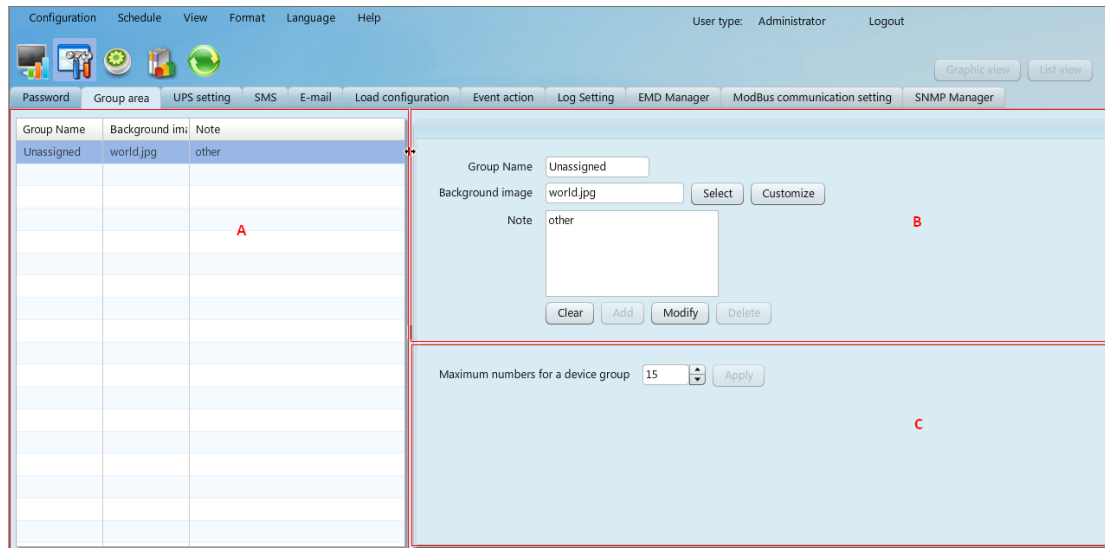 Configuration Schedule View Format Language Help User type: Administrator Logout
Graphic view List view
Password Group area UPS setting SMS E-mail Load configuration Event action Log Setting EMD Manager ModBus communication setting SNMP Manager
Group Name Background ima Note
Unassigned world.jpg other
A
Group Name Unassigned
Background image world.jpg Select Customize
Note other
B
Clear Add Modify Delete
Maximum numbers for a device group 15 Apply
C